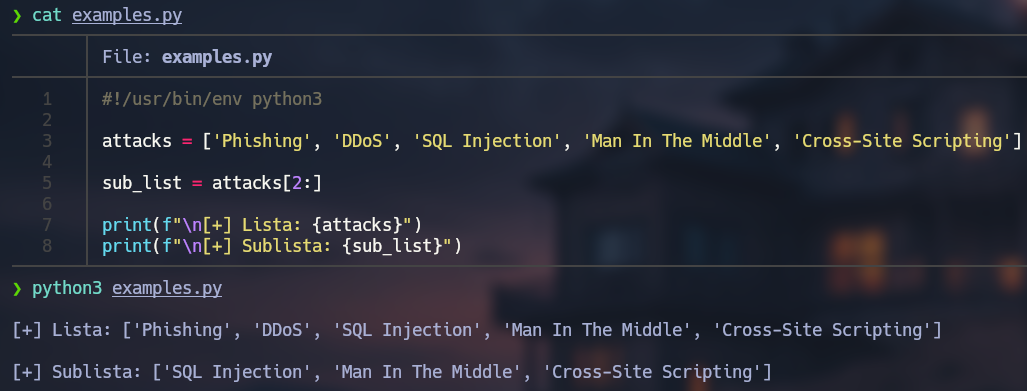 ❯ cat examples.py
File: examples.py
1 #!/usr/bin/env python3
2
3 attacks = ['Phishing', 'DDoS', 'SQL Injection', 'Man In The Middle', 'Cross-Site Scripting']
4
5 sub_list = attacks[2:]
6
7 print(f"\n[+] Lista: {attacks}")
8 print(f"\n[+] Sublista: {sub_list}")
❯ python3 examples.py
[+] Lista: ['Phishing', 'DDoS', 'SQL Injection', 'Man In The Middle', 'Cross-Site Scripting']
[+] Sublista: ['SQL Injection', 'Man In The Middle', 'Cross-Site Scripting']